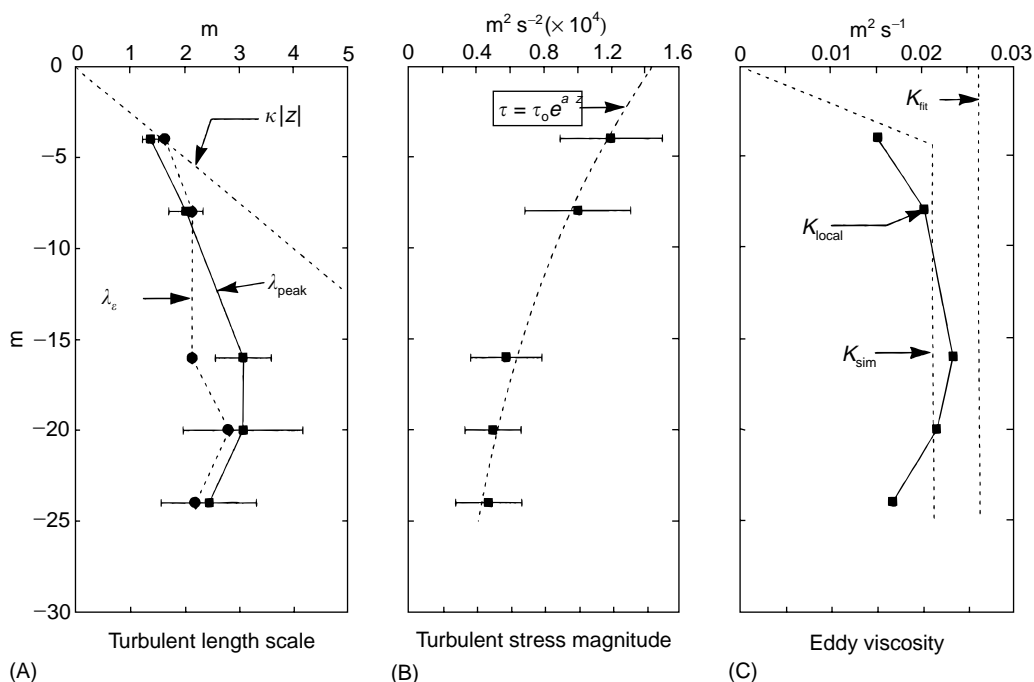 m
0 1 2 3 4 5
m² s⁻² (× 10⁴)
0.4 0.8 1.2 1.6
m² s⁻¹
0 0.01 0.02 0.03
0
−5
−10
−15
−20
−25
−30
m
κ|z|
λε
λpeak
τ = τₒeᵃ ᶻ
Kfit
Klocal
Ksim
Turbulent length scale
Turbulent stress magnitude
Eddy viscosity
(A)
(B)
(C)